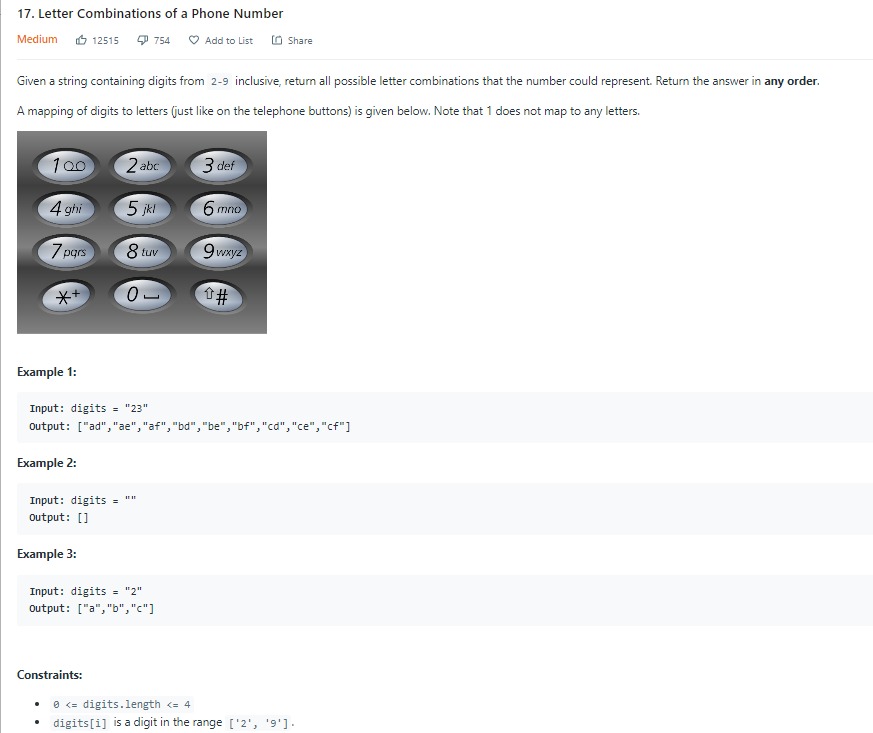 17. Letter Combinations of a Phone Number
Medium 12515 754 Add to List Share
Given a string containing digits from 2-9 inclusive, return all possible letter combinations that the number could represent. Return the answer in any order.
A mapping of digits to letters (just like on the telephone buttons) is given below. Note that 1 does not map to any letters.
1 2 abc 3 def
4 ghi 5 jkl 6 mno
7 pqrs 8 tuv 9 wxyz
*+ 0 #
Example 1:
Input: digits = "23"
Output: ["ad","ae","af","bd","be","bf","cd","ce","cf"]
Example 2:
Input: digits = ""
Output: []
Example 3:
Input: digits = "2"
Output: ["a","b","c"]
Constraints:
• 0 <= digits.length <= 4
• digits[i] is a digit in the range ['2', '9'].